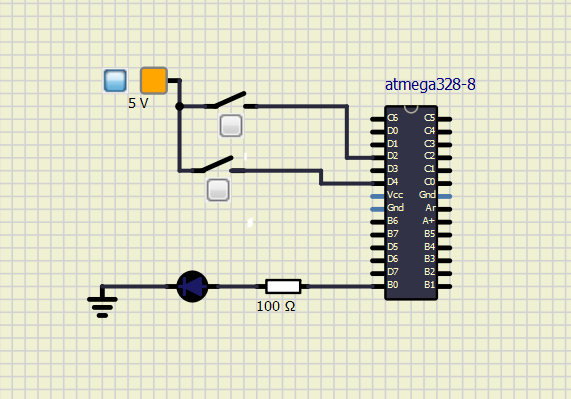 atmega328-8
5 V
C6 C5
D0 C4
D1 C3
D2 C2
D3 C1
D4 C0
Vcc Gnd
Gnd Ar
B6 A+
B7 B5
D5 B4
D6 B3
D7 B2
B0 B1
100 Ω